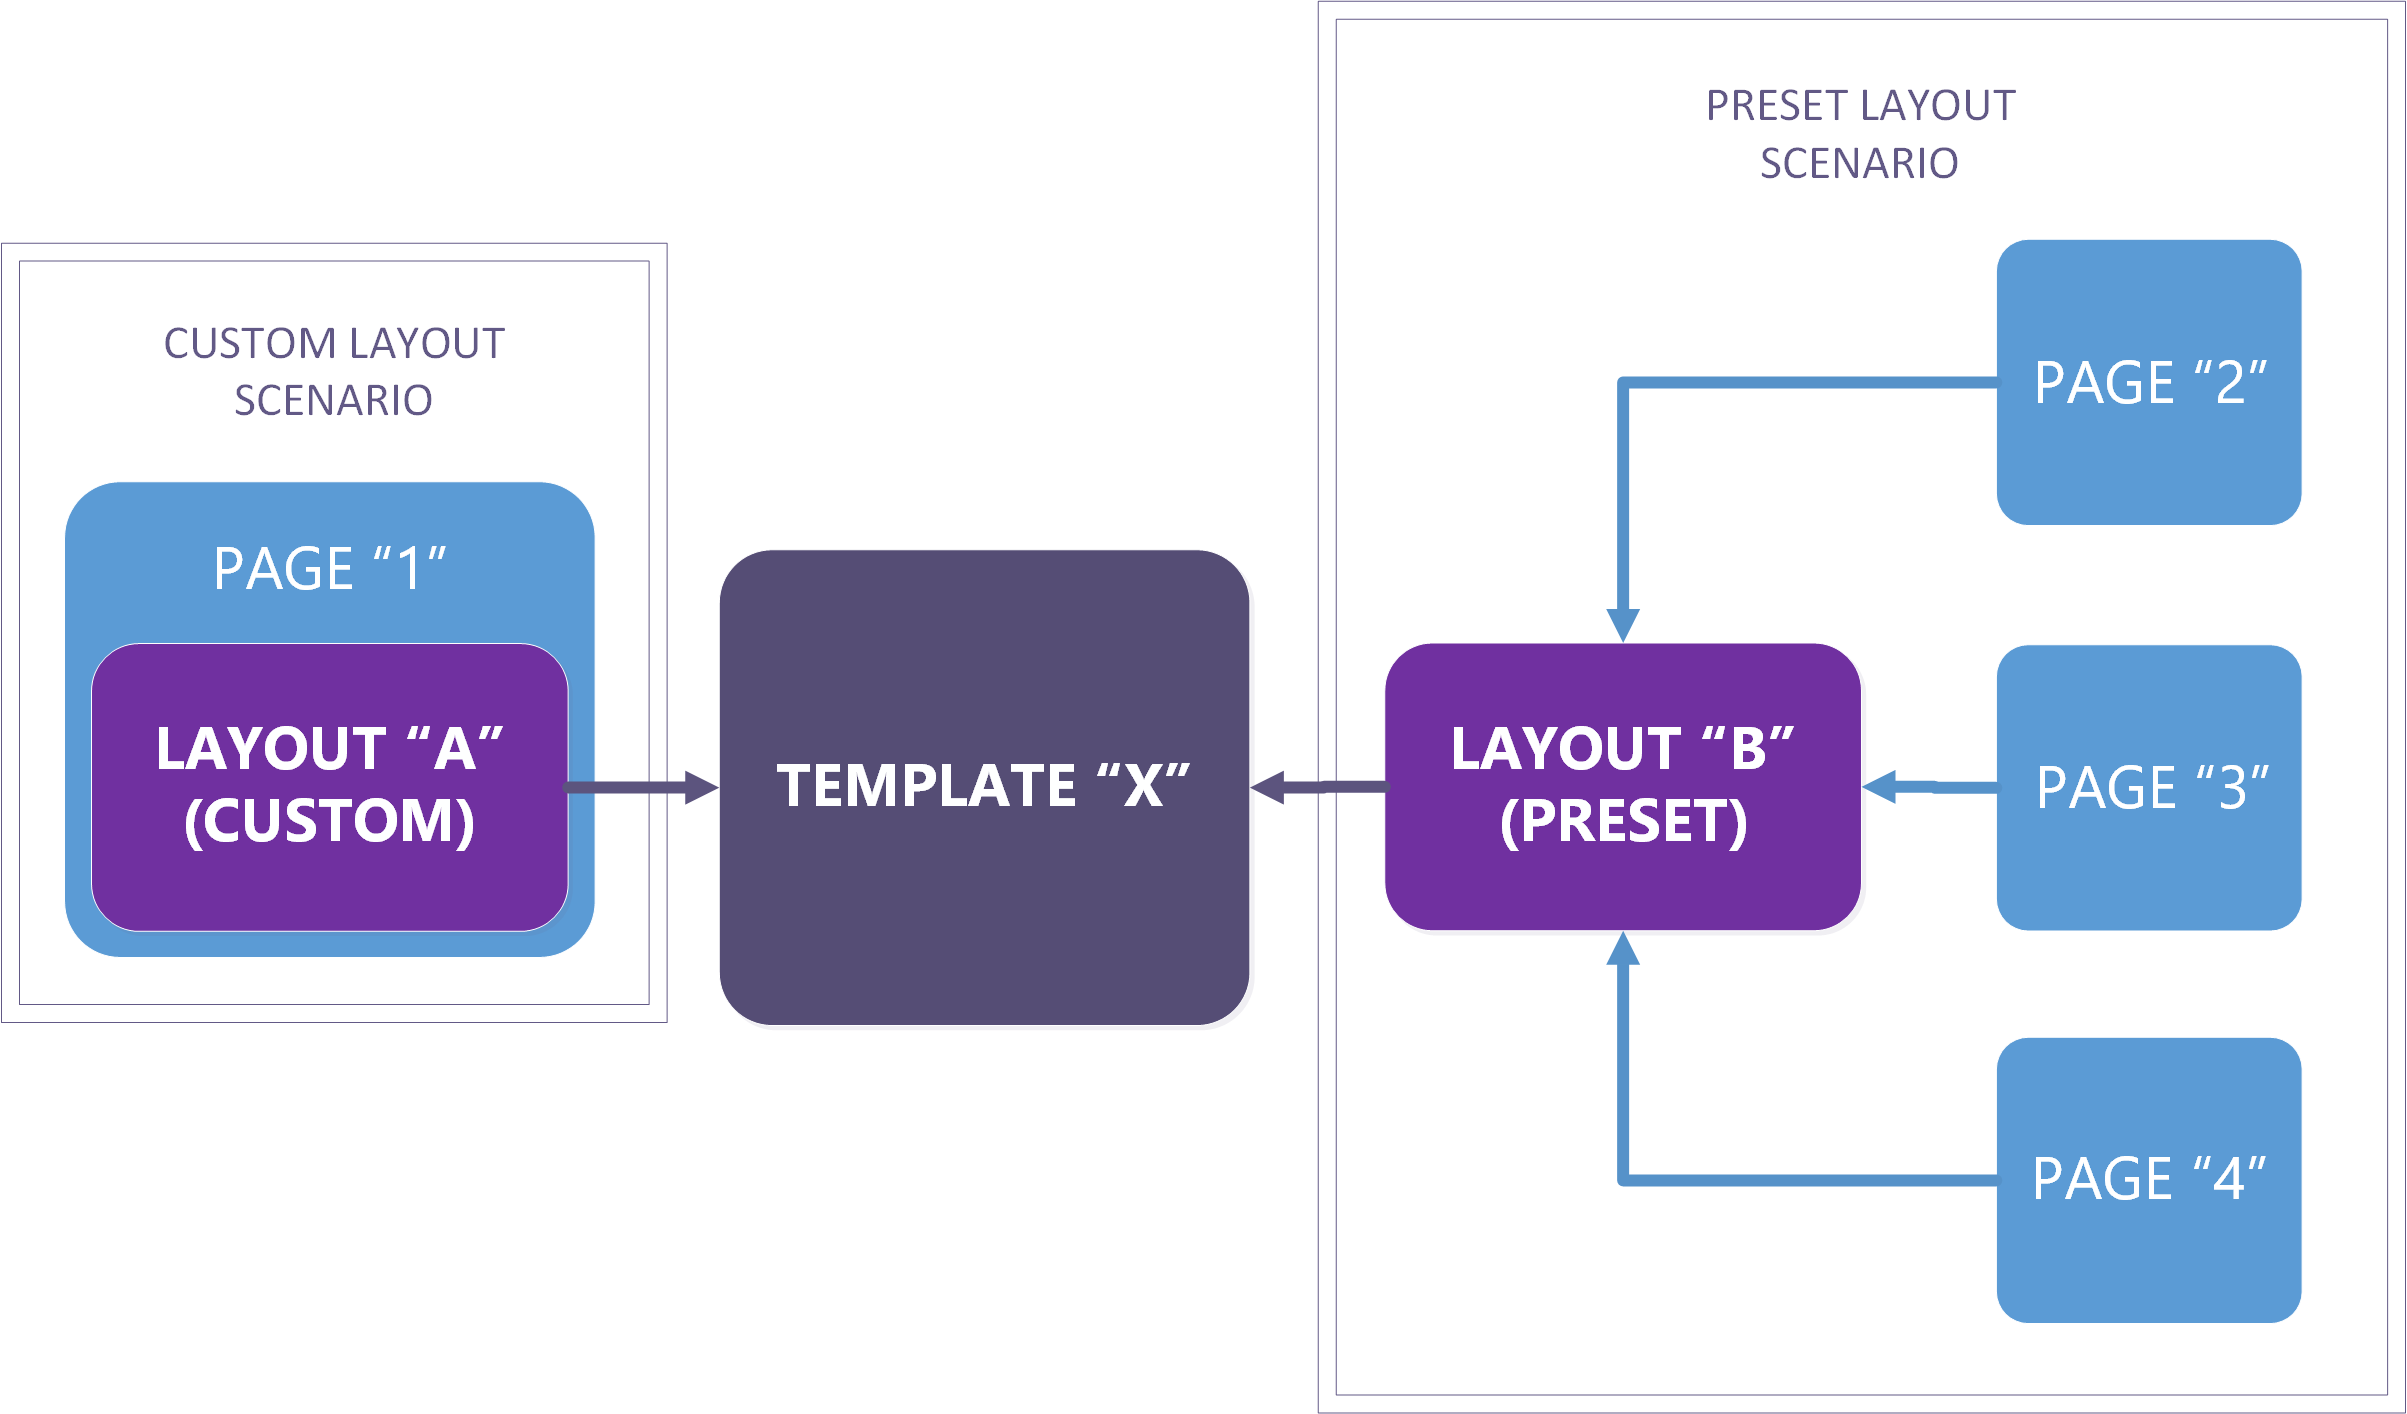 CUSTOM LAYOUT
SCENARIO
PAGE “1”
LAYOUT “A”
(CUSTOM)
TEMPLATE “X”
PRESET LAYOUT
SCENARIO
LAYOUT “B”
(PRESET)
PAGE “2”
PAGE “3”
PAGE “4”